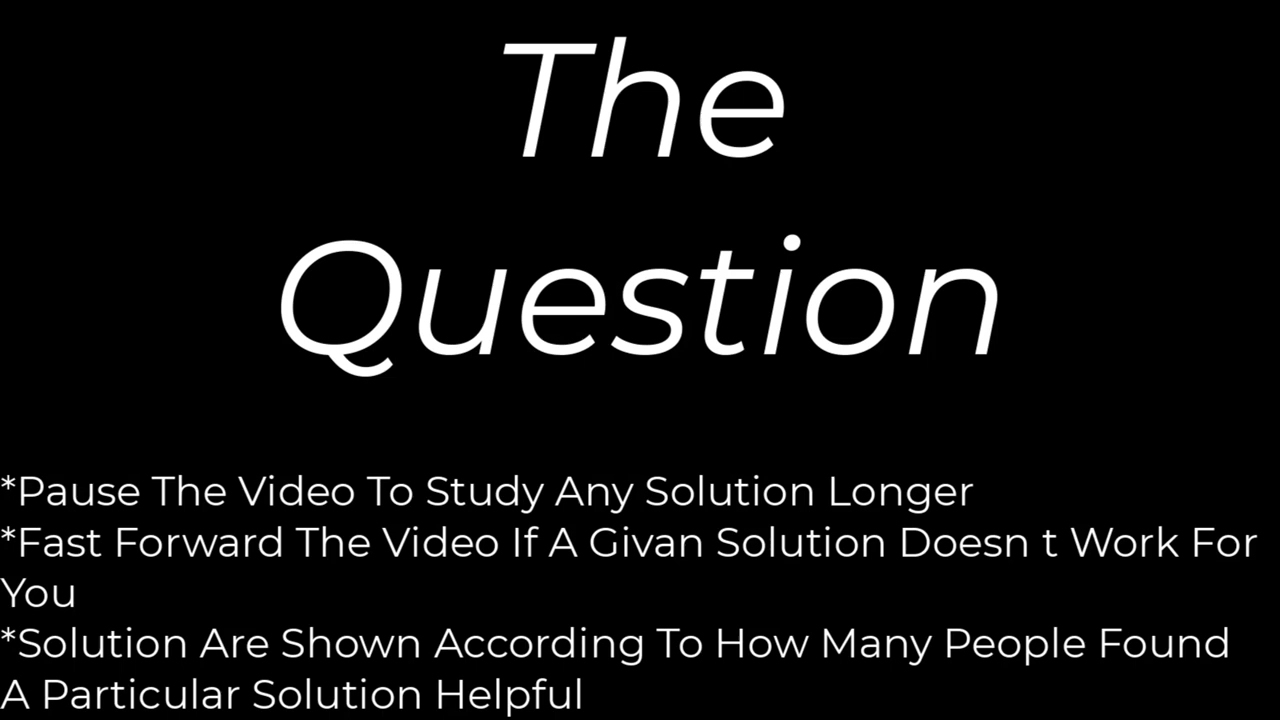 The
Question
*Pause The Video To Study Any Solution Longer
*Fast Forward The Video If A Givan Solution Doesn t Work For
You
*Solution Are Shown According To How Many People Found
A Particular Solution Helpful